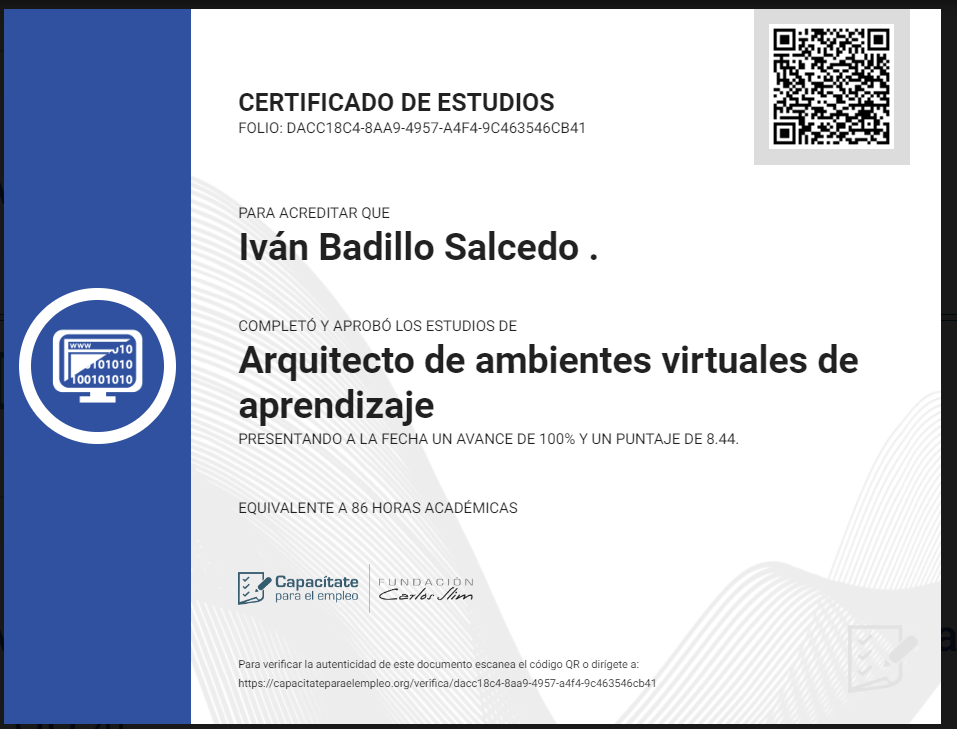 CERTIFICADO DE ESTUDIOS
FOLIO: DACC18C4-8AA9-4957-A4F4-9C463546CB41
PARA ACREDITAR QUE
Iván Badillo Salcedo .
COMPLETÓ Y APROBÓ LOS ESTUDIOS DE
Arquitecto de ambientes virtuales de
aprendizaje
PRESENTANDO A LA FECHA UN AVANCE DE 100% Y UN PUNTAJE DE 8.44.
EQUIVALENTE A 86 HORAS ACADÉMICAS
www
010
101010
100101010
Capacítate
para el empleo
FUNDACIÓN
Carlos Slim
Para verificar la autenticidad de este documento escanea el código QR o dirígete a:
https://capacitateparaelempleo.org/verifica/dacc18c4-8aa9-4957-a4f4-9c463546cb41